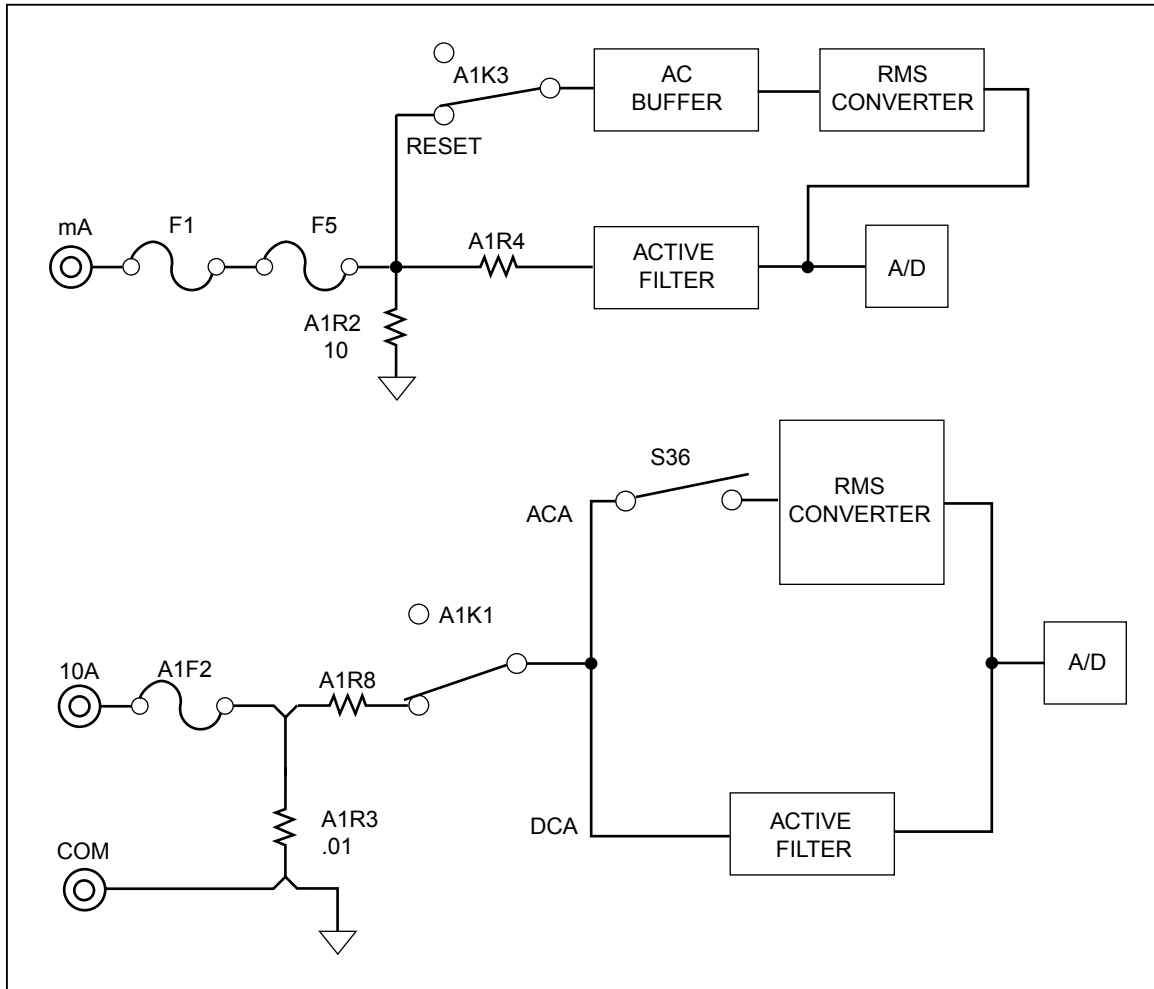 A1K3
AC
BUFFER
RMS
CONVERTER
RESET
mA
F1
F5
A1R4
ACTIVE
FILTER
A/D
A1R2
10
S36
RMS
CONVERTER
ACA
A1K1
10A
A1F2
A1R8
A/D
A1R3
.01
DCA
ACTIVE
FILTER
COM